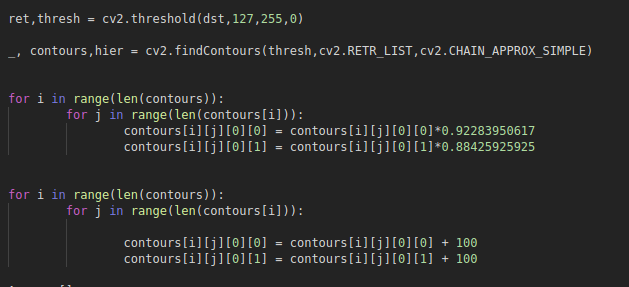 ret,thresh = cv2.threshold(dst,127,255,0)
_, contours,hier = cv2.findContours(thresh,cv2.RETR_LIST,cv2.CHAIN_APPROX_SIMPLE)
for i in range(len(contours)):
for j in range(len(contours[i])):
contours[i][j][0][0] = contours[i][j][0][0]*0.92283950617
contours[i][j][0][1] = contours[i][j][0][1]*0.88425925925
for i in range(len(contours)):
for j in range(len(contours[i])):
contours[i][j][0][0] = contours[i][j][0][0] + 100
contours[i][j][0][1] = contours[i][j][0][1] + 100